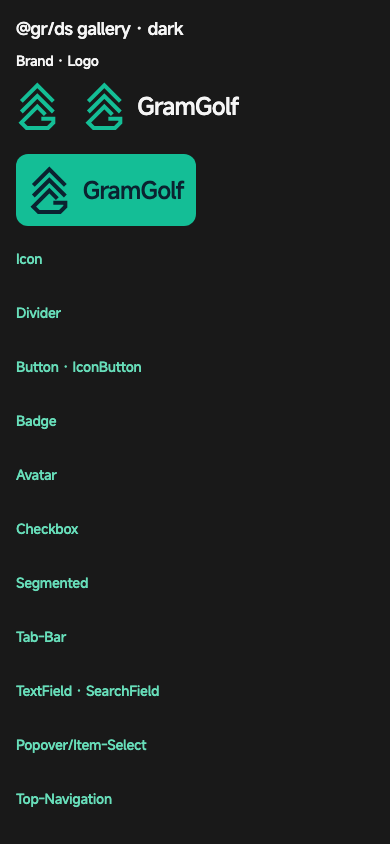 @gr/ds gallery · dark
Brand · Logo
GramGolf
GramGolf
Icon
Divider
Button · IconButton
Badge
Avatar
Checkbox
Segmented
Tab-Bar
TextField · SearchField
Popover/Item-Select
Top-Navigation